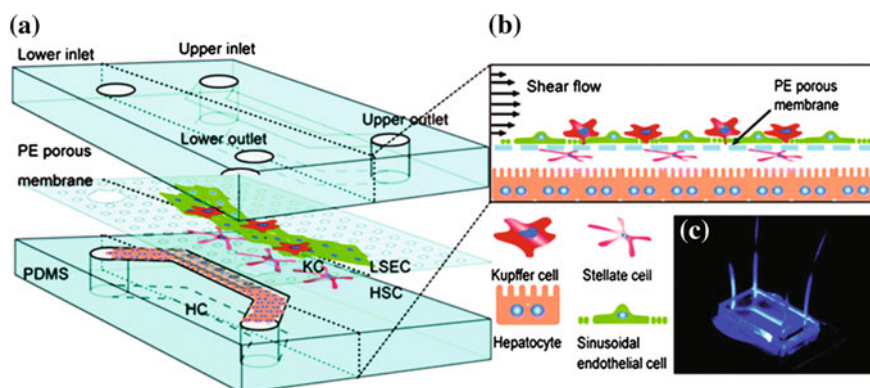 (a)
Lower inlet
Upper inlet
Lower outlet
Upper outlet
PE porous
membrane
PDMS
HC
KC
LSEC
HSC
(b)
Shear flow
PE porous
membrane
Kupffer cell
Stellate cell
Hepatocyte
Sinusoidal
endothelial cell
(c)